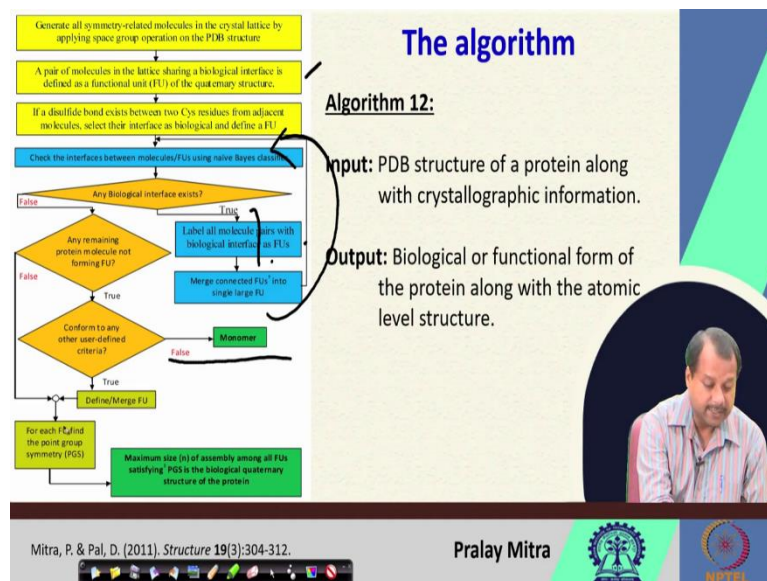 Generate all symmetry-related molecules in the crystal lattice by
applying space group operation on the PDB structure
A pair of molecules in the lattice sharing a biological interface is
defined as a functional unit (FU) of the quaternary structure.
If a disulfide bond exists between two Cys residues from adjacent
molecules, select their interface as biological and define a FU
Check the interfaces between molecules/FUs using naive Bayes classifier
Any Biological interface exists?
False
True
Label all molecule pairs with
biological interface as FUs
Merge connected FUs* into
single large FU
Any remaining
protein molecule not
forming FU?
False
True
Conform to any
other user-defined
criteria?
False
Monomer
True
Define/Merge FU
For each FU find
the point group
symmetry (PGS)
Maximum size (n) of assembly among all FUs
satisfying PGS is the biological quaternary
structure of the protein
The algorithm
Algorithm 12:
Input: PDB structure of a protein along
with crystallographic information.
Output: Biological or functional form of
the protein along with the atomic
level structure.
Mitra, P. & Pal, D. (2011). Structure 19(3):304-312.
Pralay Mitra
NPTEL